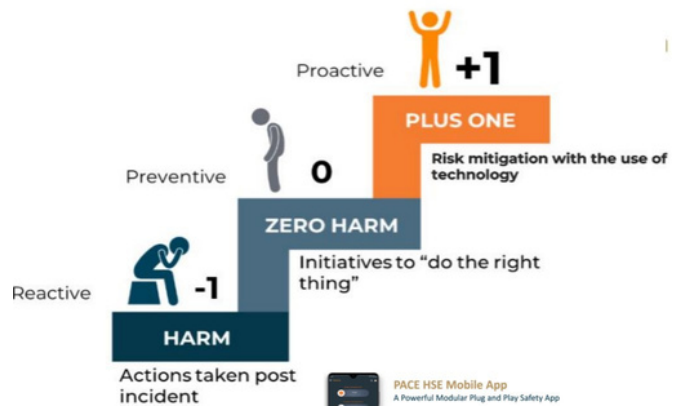 Proactive
+1
PLUS ONE
Risk mitigation with the use of
technology
Preventive
0
ZERO HARM
Initiatives to “do the right
thing”
Reactive
-1
HARM
Actions taken post
incident
PACE HSE Mobile App
A Powerful Modular Plug and Play Safety App